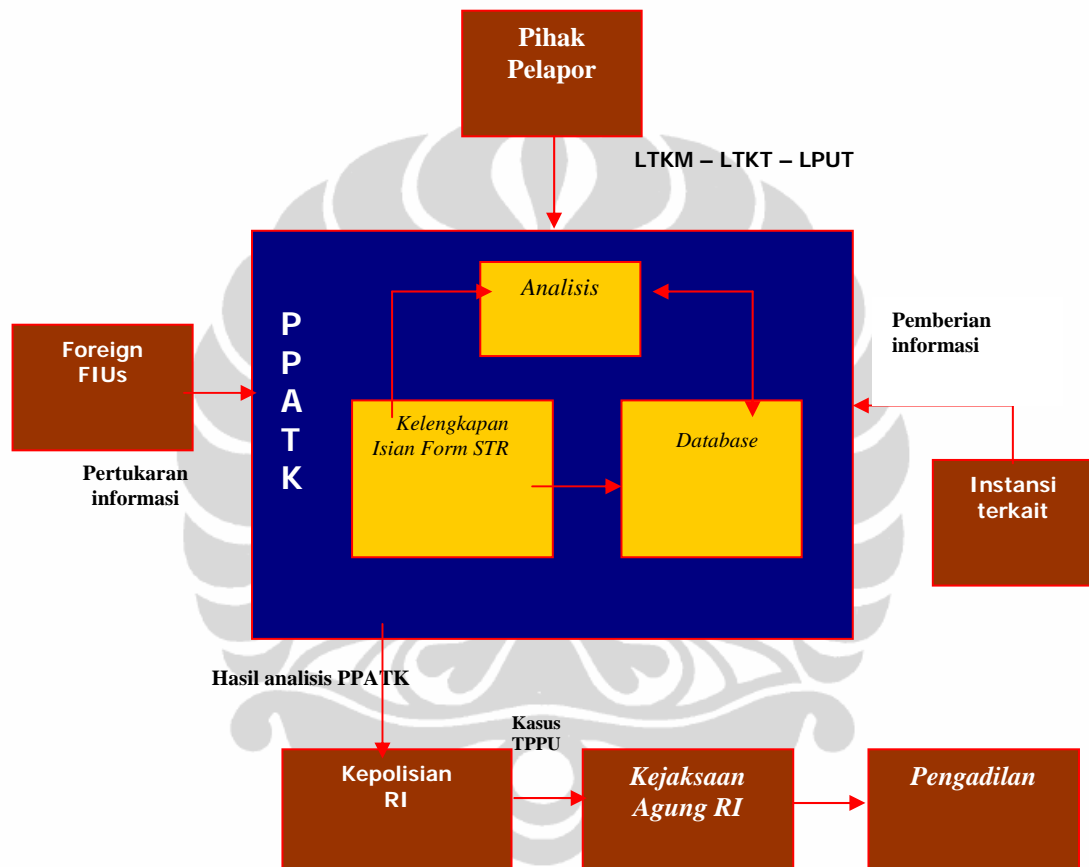 Pihak
Pelapor
LTKM – LTKT – LPUT
P
P
A
T
K
Analisis
Kelengkapan
Isian Form STR
Database
Foreign
FIUs
Pertukaran
informasi
Pemberian
informasi
Instansi
terkait
Hasil analisis PPATK
Kasus
TPPU
Kepolisian
RI
Kejaksaan
Agung RI
Pengadilan